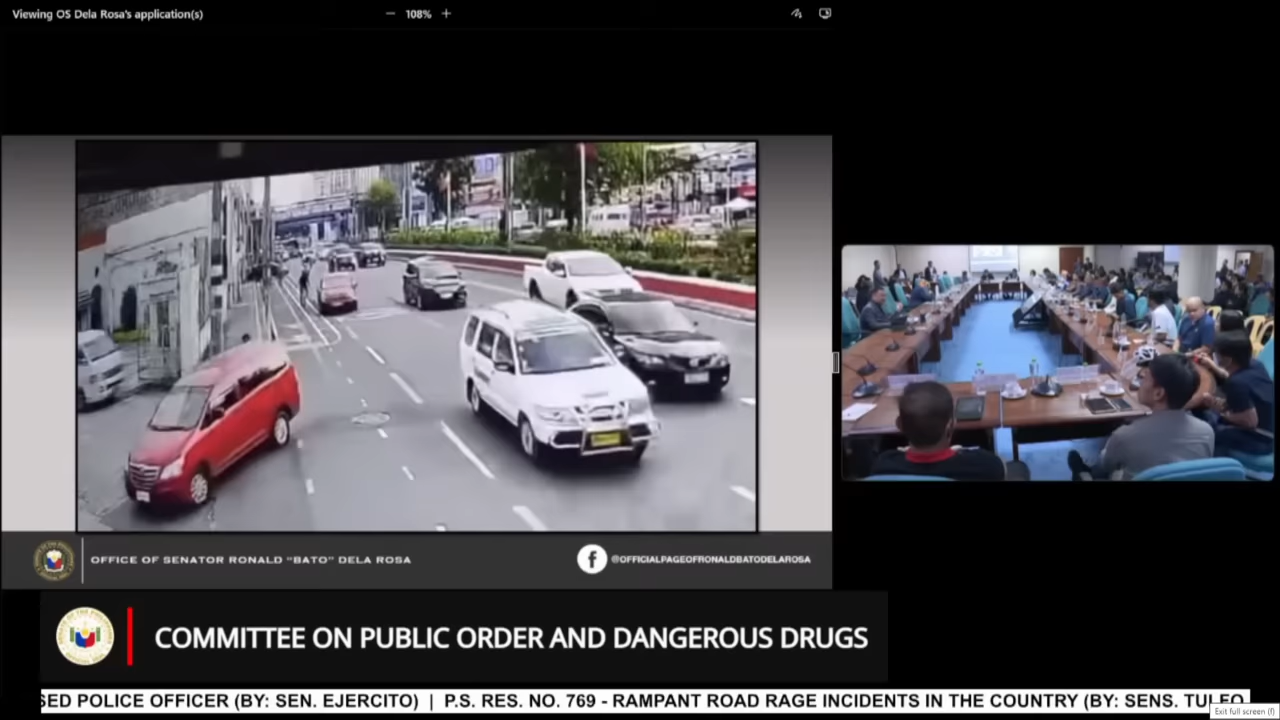 Viewing OS Dela Rosa's application(s)
108%
OFFICE OF SENATOR RONALD "BATO" DELA ROSA
@OFFICIALPAGEOFRONALDBATODELAROSA
COMMITTEE ON PUBLIC ORDER AND DANGEROUS DRUGS
SED POLICE OFFICER (BY: SEN. EJERCITO) | P.S. RES. NO. 769 - RAMPANT ROAD RAGE INCIDENTS IN THE COUNTRY (BY: SENS. TULFO
Exit full screen (f)